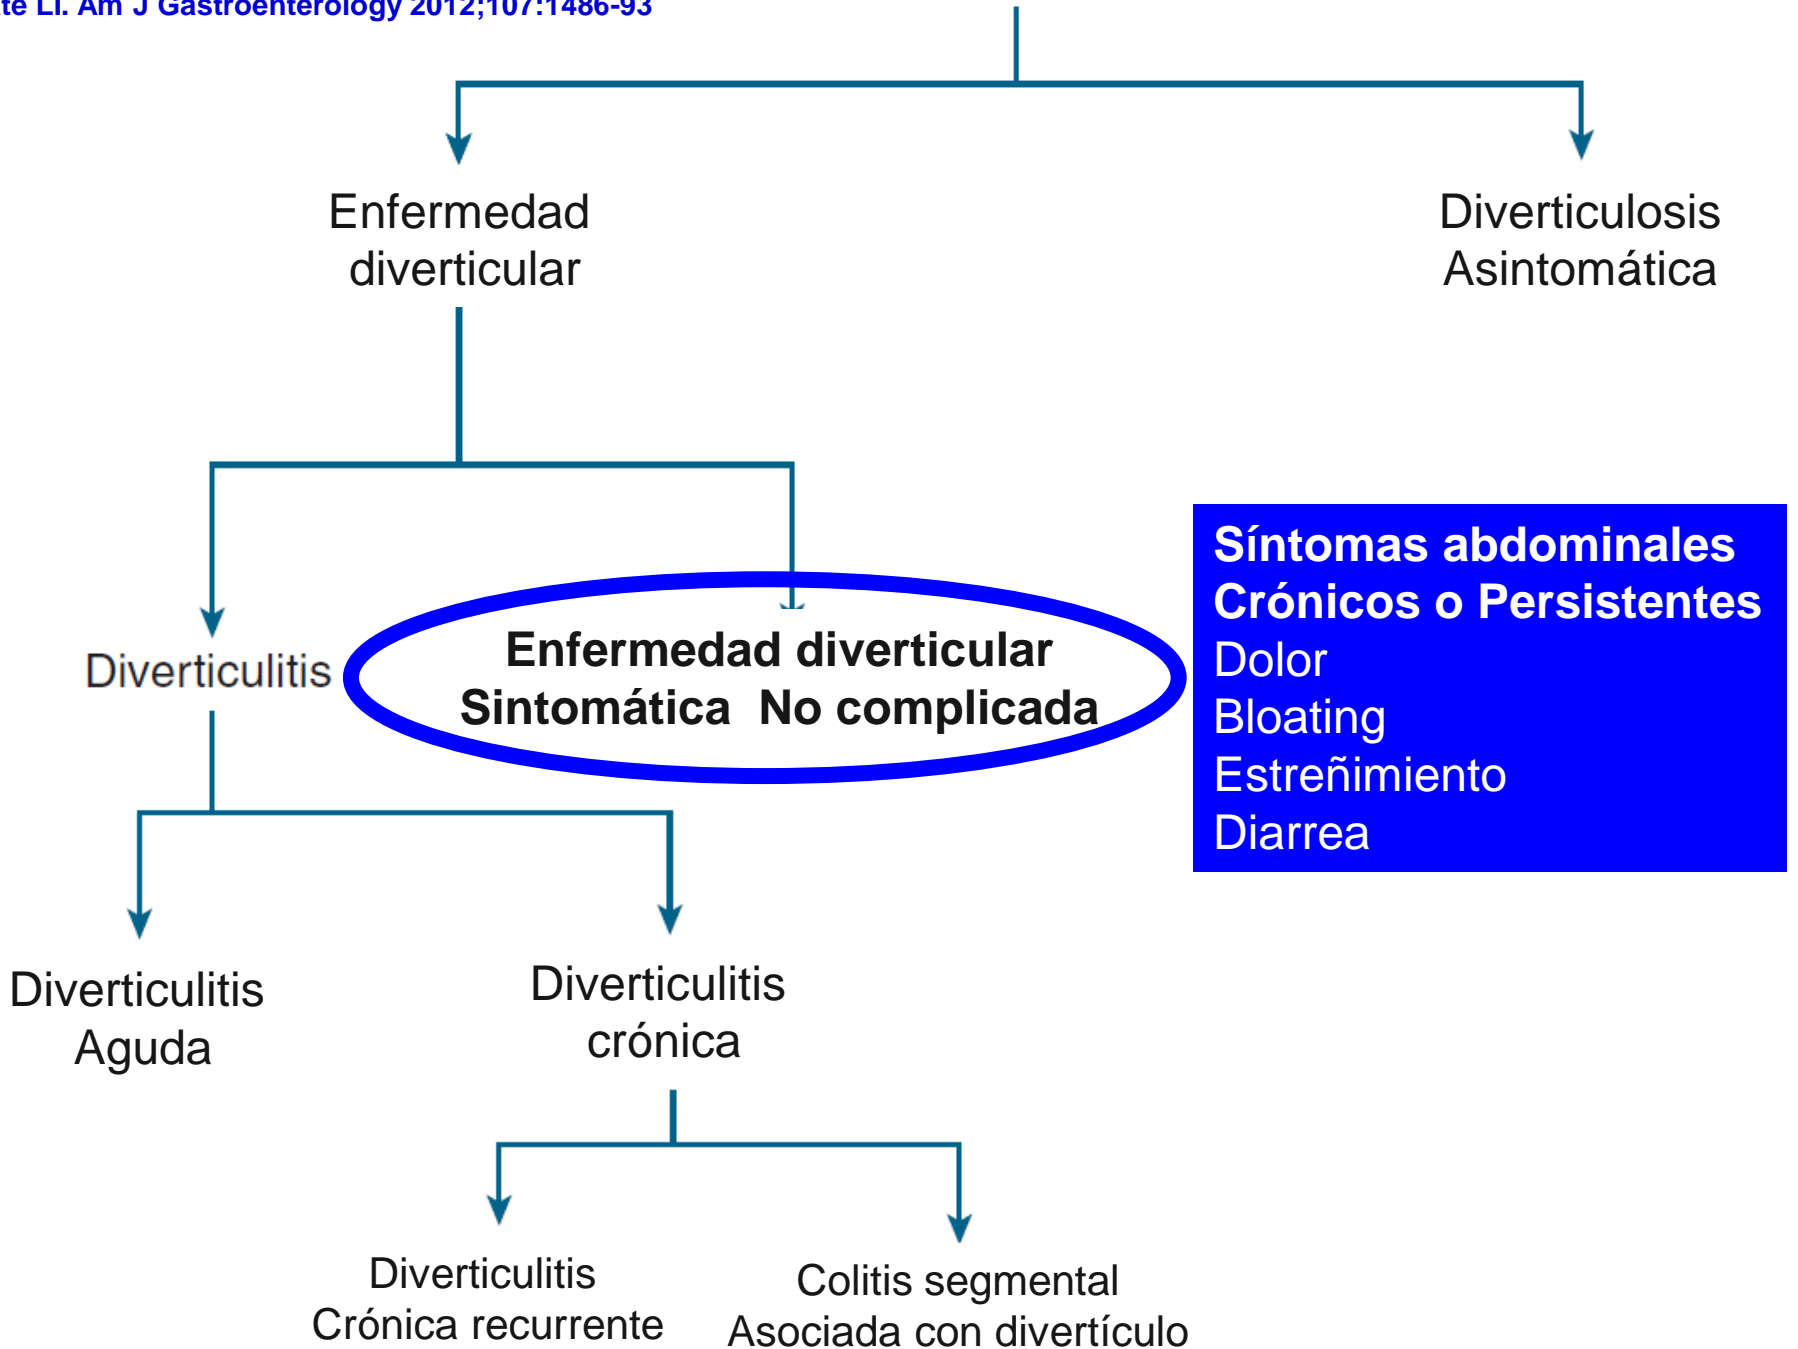 LI. Am J Gastroenterology 2012;107:1486-93
Enfermedad
diverticular
Diverticulosis
Asintomática
Síntomas abdominales
Crónicos o Persistentes
Dolor
Bloating
Estreñimiento
Diarrea
Diverticulitis
Enfermedad diverticular
Sintomática No complicada
Diverticulitis
Aguda
Diverticulitis
crónica
Diverticulitis
Crónica recurrente
Colitis segmental
Asociada con divertículo